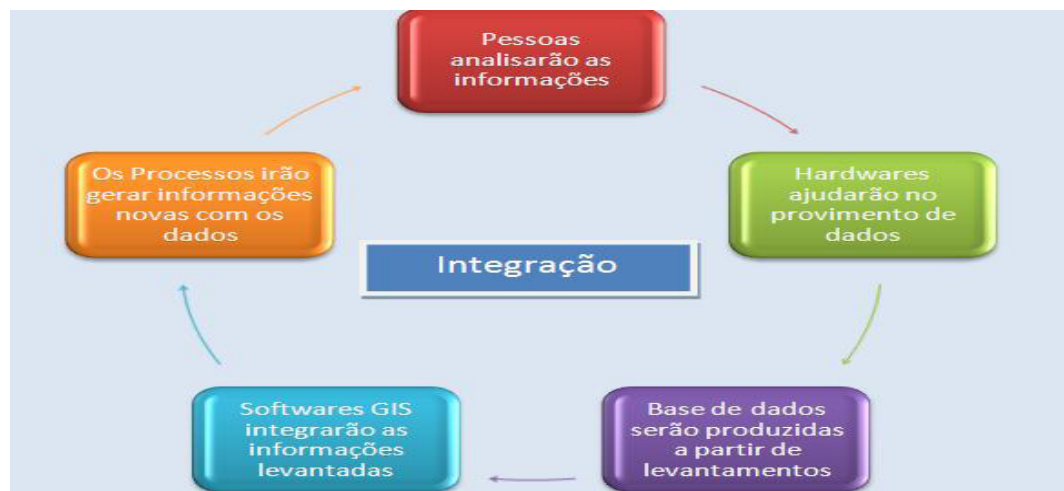 Pessoas
analisarão as
informações
Hardwares
ajudarão no
provimento de
dados
Base de dados
serão produzidas
a partir de
levantamentos
Softwares GIS
integrarão as
informações
levantadas
Os Processos irão
gerar informações
novas com os
dados
Integração